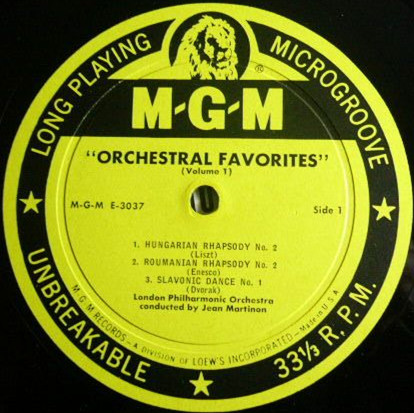 LONG PLAYING
MICROGROOVE
®
M-G-M
"ORCHESTRAL FAVORITES"
(Volume 1)
M-G-M E-3037
Side 1
1. HUNGARIAN RHAPSODY No. 2
(Liszt)
2. ROUMANIAN RHAPSODY No. 2
(Enesco)
3. SLAVONIC DANCE No. 1
(Dvorak)
London Philharmonic Orchestra
conducted by Jean Martinon
M. G. M RECORDS — A DIVISION OF LOEW'S INCORPORATED — Made in U.S.A
UNBREAKABLE
33⅓ R.P.M.